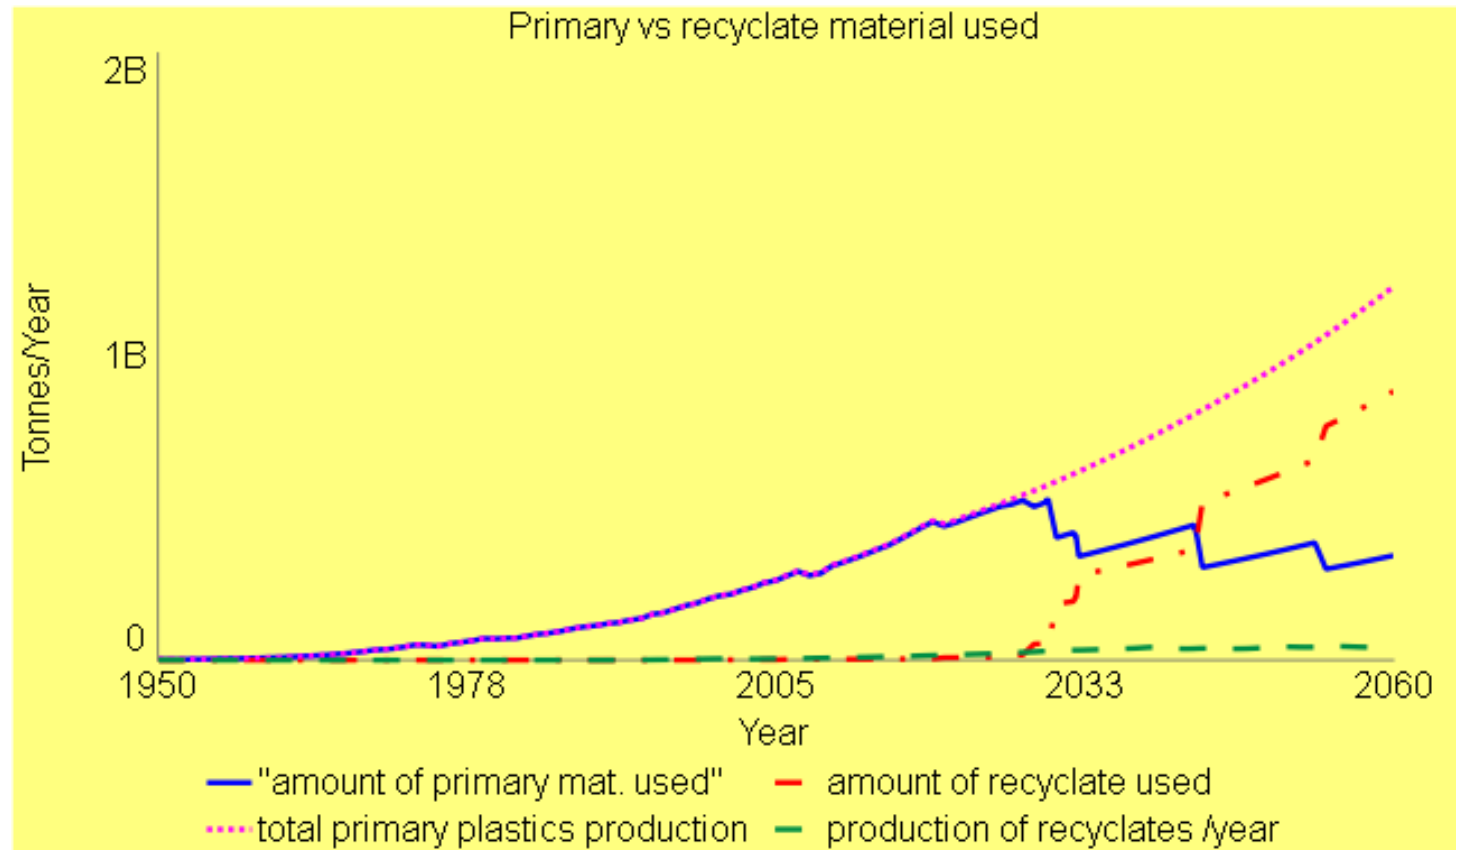 Primary vs recyclate material used
2B
1B
0
Tonnes/Year
1950 1978 2005 2033 2060
Year
"amount of primary mat. used" amount of recyclate used
total primary plastics production production of recyclates /year